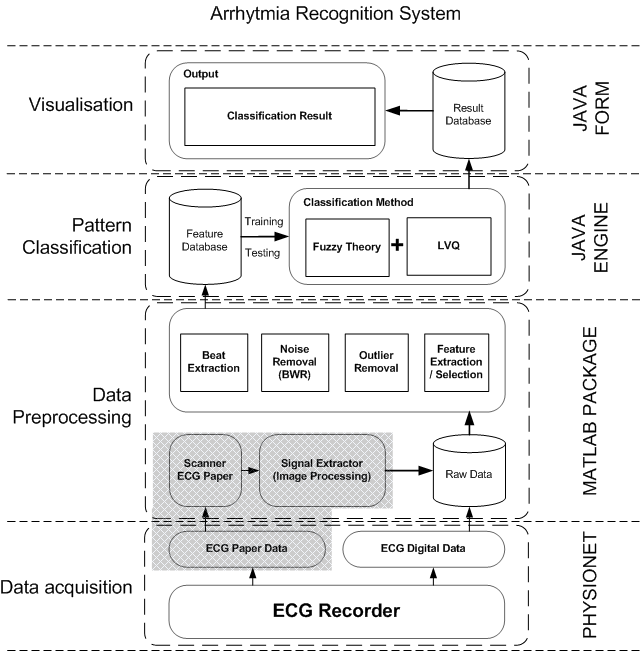 Arrhytmia Recognition System
Visualisation
Output
Classification Result
Result
Database
JAVA
FORM
Pattern
Classification
Feature
Database
Training
Testing
Classification Method
Fuzzy Theory
+
LVQ
JAVA
ENGINE
Data
Preprocessing
Beat
Extraction
Noise
Removal
(BWR)
Outlier
Removal
Feature
Extraction
/ Selection
Scanner
ECG Paper
Signal Extractor
(Image Processing)
Raw Data
MATLAB PACKAGE
Data acquisition
ECG Paper Data
ECG Digital Data
ECG Recorder
PHYSIONET